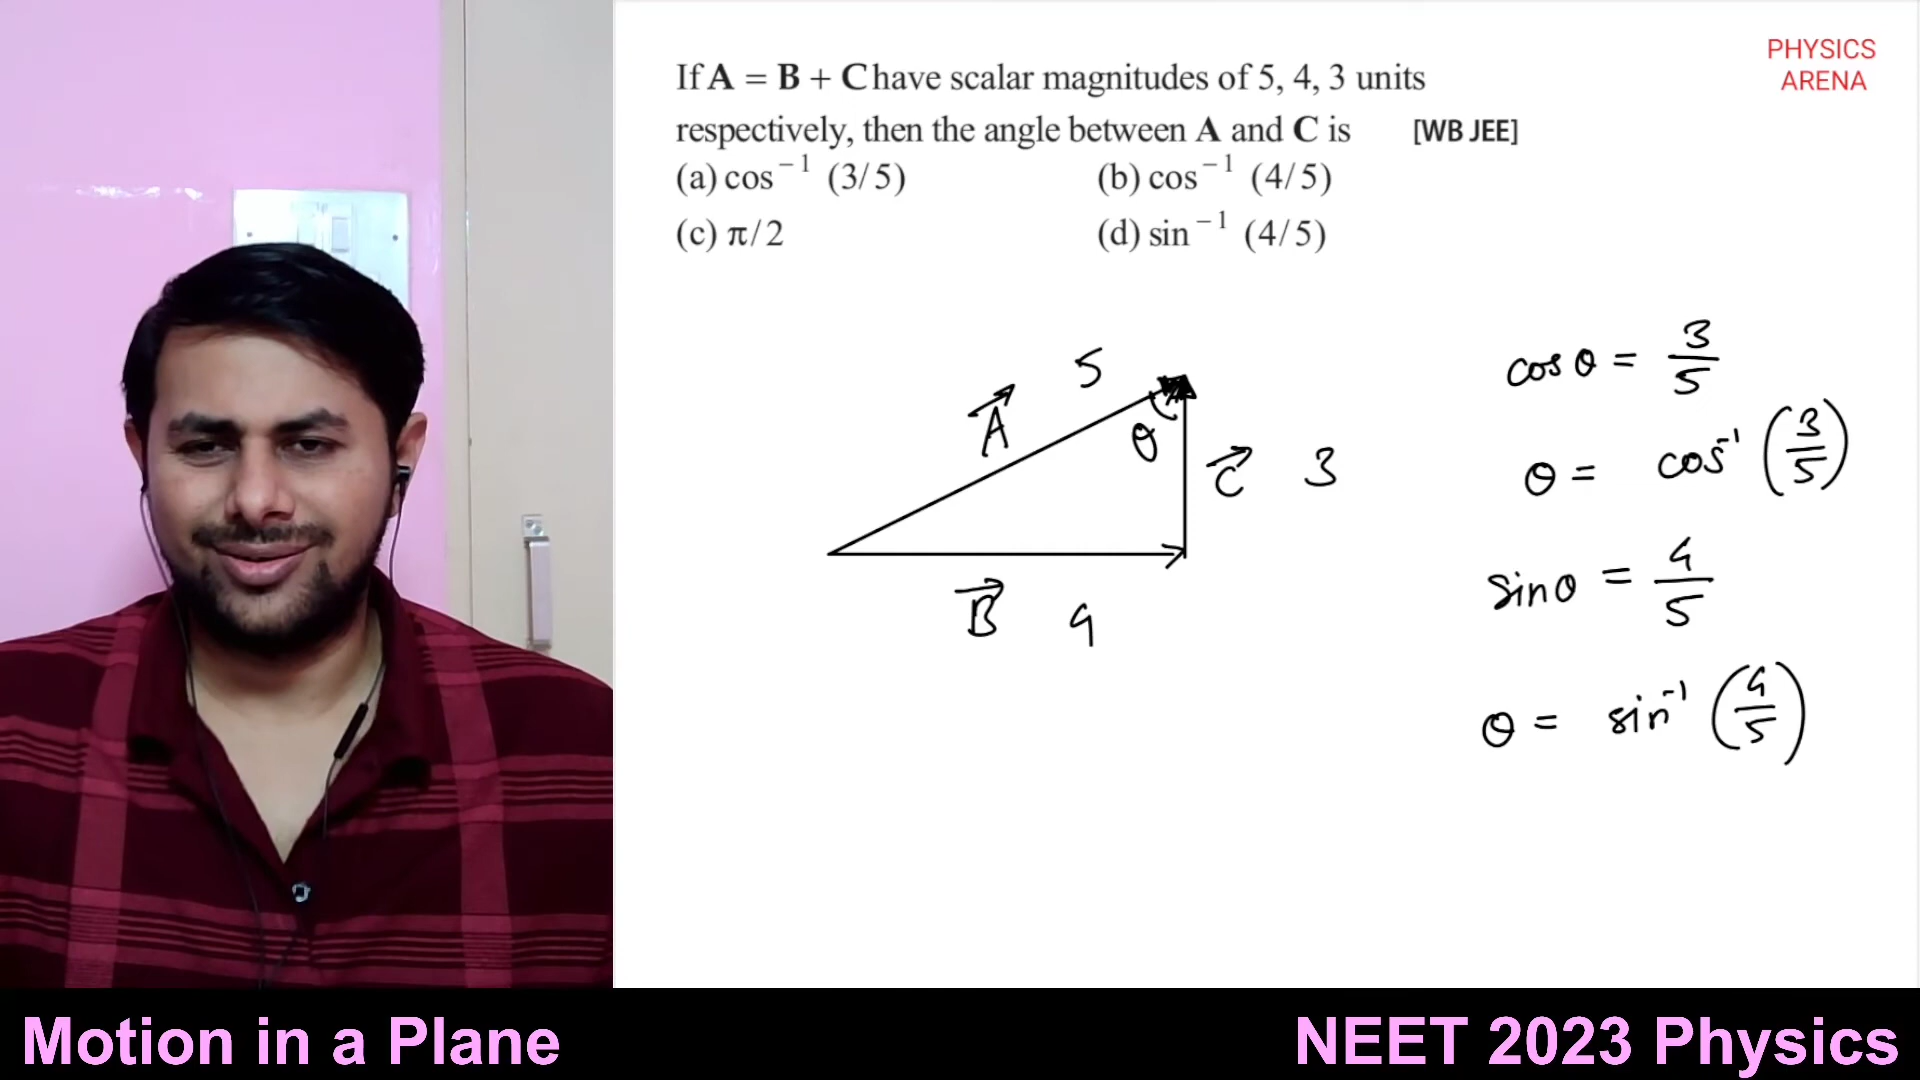 PHYSICS
ARENA
If A = B + C have scalar magnitudes of 5, 4, 3 units
respectively, then the angle between A and C is [WB JEE]
(a) cos⁻¹ (3/5) (b) cos⁻¹ (4/5)
(c) π/2 (d) sin⁻¹ (4/5)
5
A⃗
θ
C⃗ 3
B⃗ 4
cos θ = 3/5
θ = cos⁻¹ (3/5)
sin θ = 4/5
θ = sin⁻¹ (4/5)
Motion in a Plane
NEET 2023 Physics